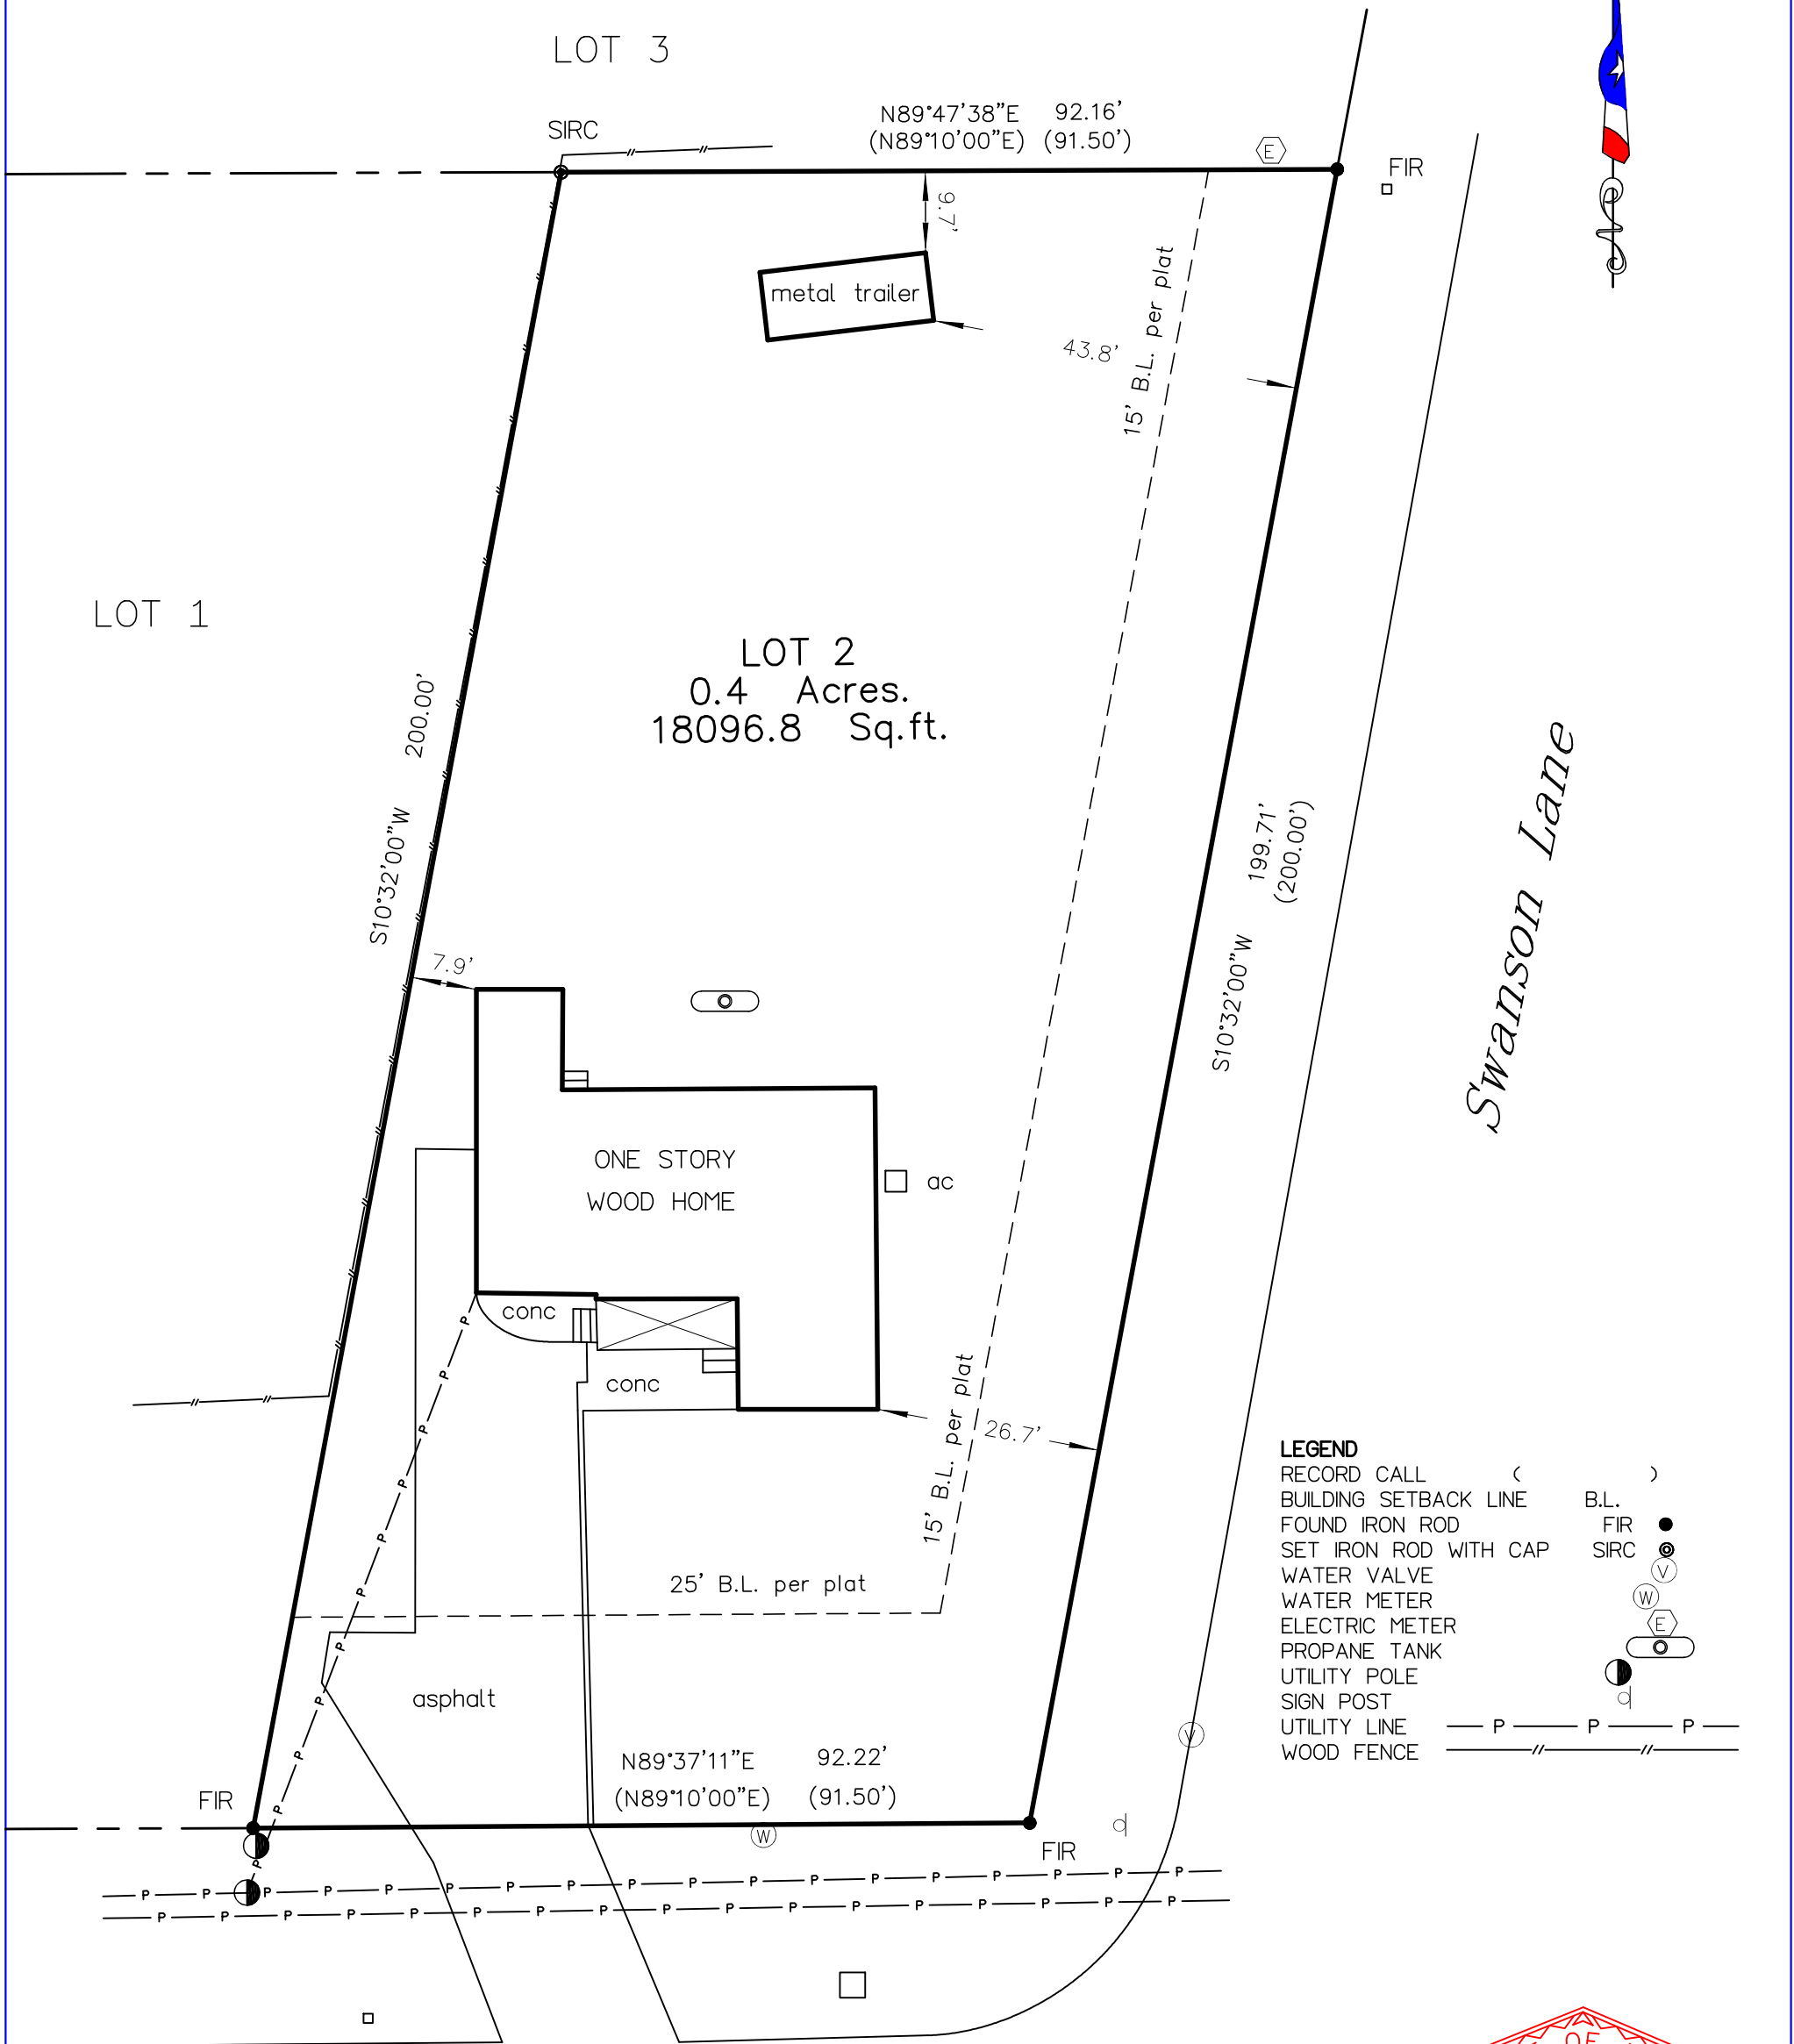 LOT 3
SIRC
N89°47'38"E 92.16'
(N89°10'00"E) (91.50')
E
FIR
9.7'
metal trailer
43.8'
15' B.L. per plat
LOT 1
LOT 2
0.4 Acres.
18096.8 Sq.ft.
S10°32'00"W 200.00'
S10°32'00"W 199.71'
(200.00')
Swanson Lane
7.9'
ONE STORY
WOOD HOME
ac
conc
conc
26.7'
15' B.L. per plat
25' B.L. per plat
asphalt
N89°37'11"E 92.22'
(N89°10'00"E) (91.50')
FIR
W
FIR
V
P P P P P P P P P P
P P P P P P P P P P P P P P P P P P
P P P P P P P P P P P P P P P P P
LEGEND
RECORD CALL ( )
BUILDING SETBACK LINE B.L.
FOUND IRON ROD FIR
SET IRON ROD WITH CAP SIRC
WATER VALVE V
WATER METER W
ELECTRIC METER E
PROPANE TANK
UTILITY POLE
SIGN POST
UTILITY LINE P P P
WOOD FENCE
OF